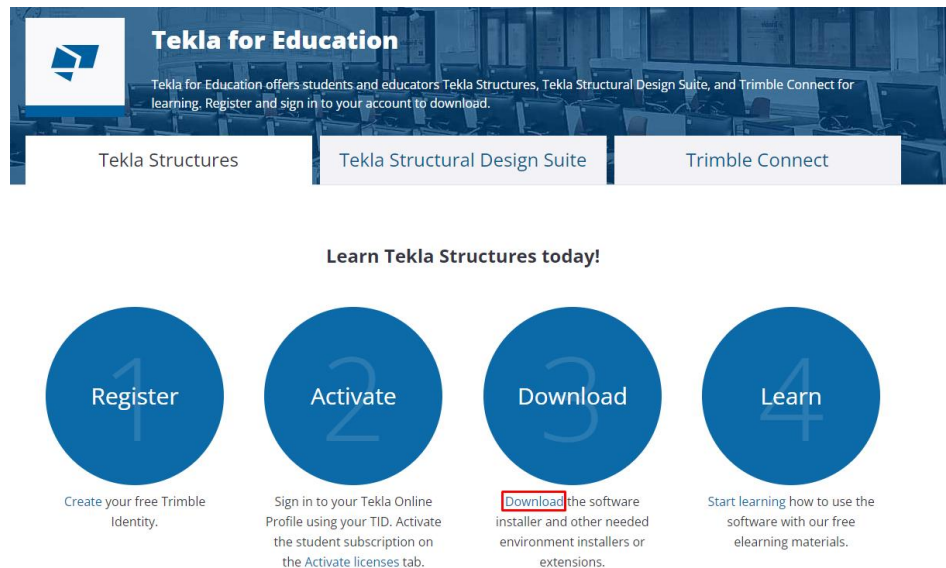 Tekla for Education
Tekla for Education offers students and educators Tekla Structures, Tekla Structural Design Suite, and Trimble Connect for
learning. Register and sign in to your account to download.
Tekla Structures
Tekla Structural Design Suite
Trimble Connect
Learn Tekla Structures today!
1
Register
Create your free Trimble
Identity.
2
Activate
Sign in to your Tekla Online
Profile using your TID. Activate
the student subscription on
the Activate licenses tab.
3
Download
Download the software
installer and other needed
environment installers or
extensions.
4
Learn
Start learning how to use the
software with our free
elearning materials.